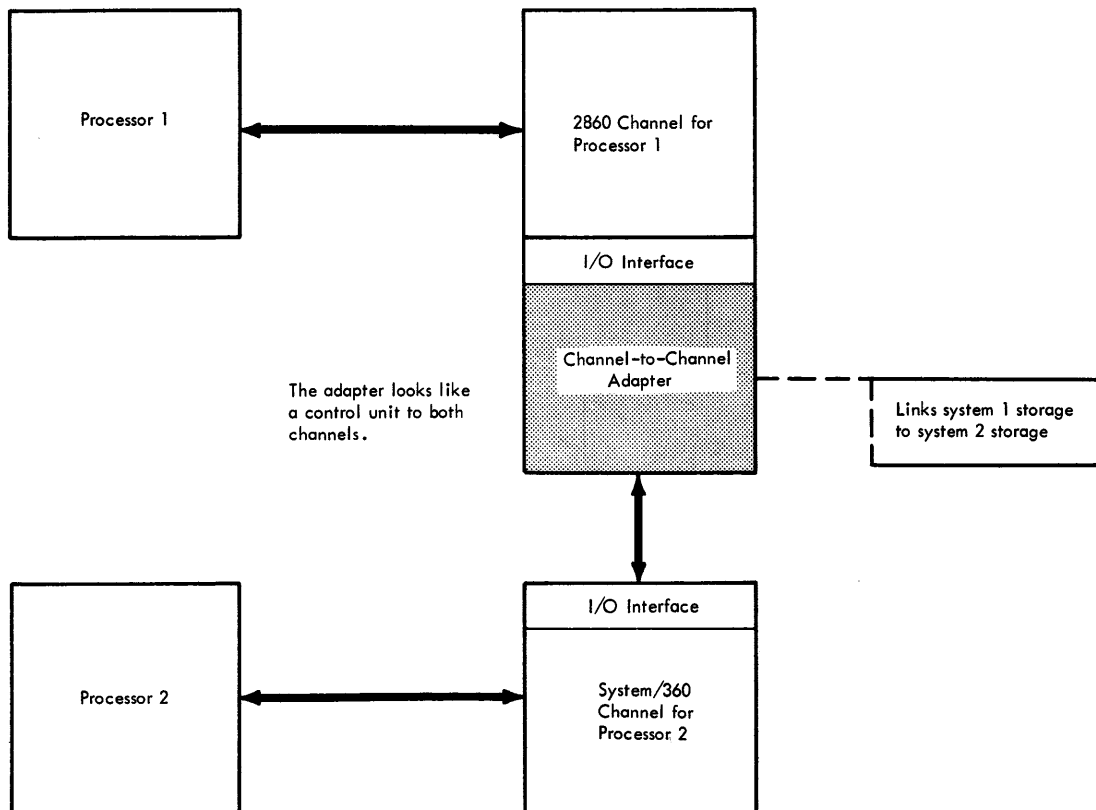 Processor 1
2860 Channel for
Processor 1
I/O Interface
Channel-to-Channel
Adapter
The adapter looks like
a control unit to both
channels.
Links system 1 storage
to system 2 storage
I/O Interface
Processor 2
System/360
Channel for
Processor 2